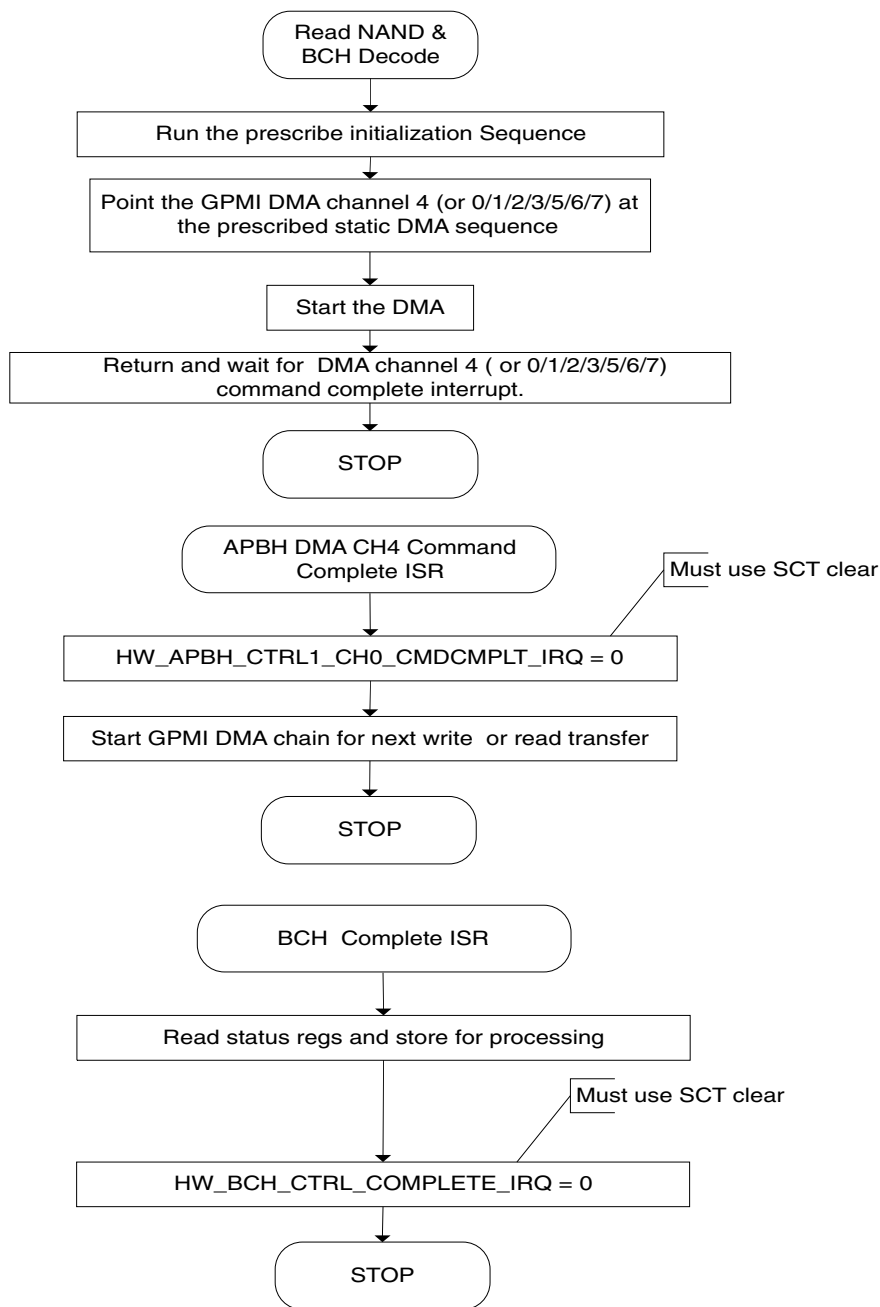 Read NAND &
BCH Decode
Run the prescribe initialization Sequence
Point the GPMI DMA channel 4 (or 0/1/2/3/5/6/7) at
the prescribed static DMA sequence
Start the DMA
Return and wait for DMA channel 4 ( or 0/1/2/3/5/6/7)
command complete interrupt.
STOP
APBH DMA CH4 Command
Complete ISR
Must use SCT clear
HW_APBH_CTRL1_CH0_CMDCMPLT_IRQ = 0
Start GPMI DMA chain for next write or read transfer
STOP
BCH Complete ISR
Read status regs and store for processing
Must use SCT clear
HW_BCH_CTRL_COMPLETE_IRQ = 0
STOP